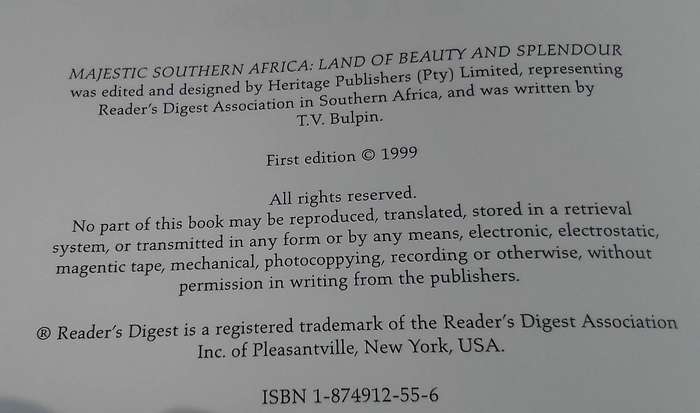 MAJESTIC SOUTHERN AFRICA: LAND OF BEAUTY AND SPLENDOUR
was edited and designed by Heritage Publishers (Pty) Limited, representing
Reader's Digest Association in Southern Africa, and was written by
T.V. Bulpin.
First edition © 1999
All rights reserved.
No part of this book may be reproduced, translated, stored in a retrieval
system, or transmitted in any form or by any means, electronic, electrostatic,
magentic tape, mechanical, photocoppying, recording or otherwise, without
permission in writing from the publishers.
® Reader's Digest is a registered trademark of the Reader's Digest Association
Inc. of Pleasantville, New York, USA.
ISBN 1-874912-55-6